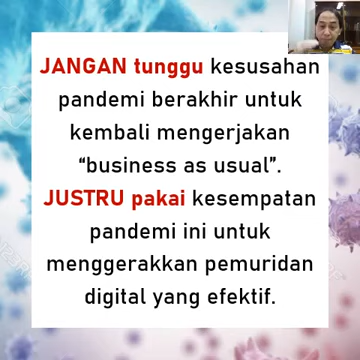 JANGAN tunggu kesusahan
pandemi berakhir untuk
kembali mengerjakan
“business as usual”.
JUSTRU pakai kesempatan
pandemi ini untuk
menggerakkan pemuridan
digital yang efektif.